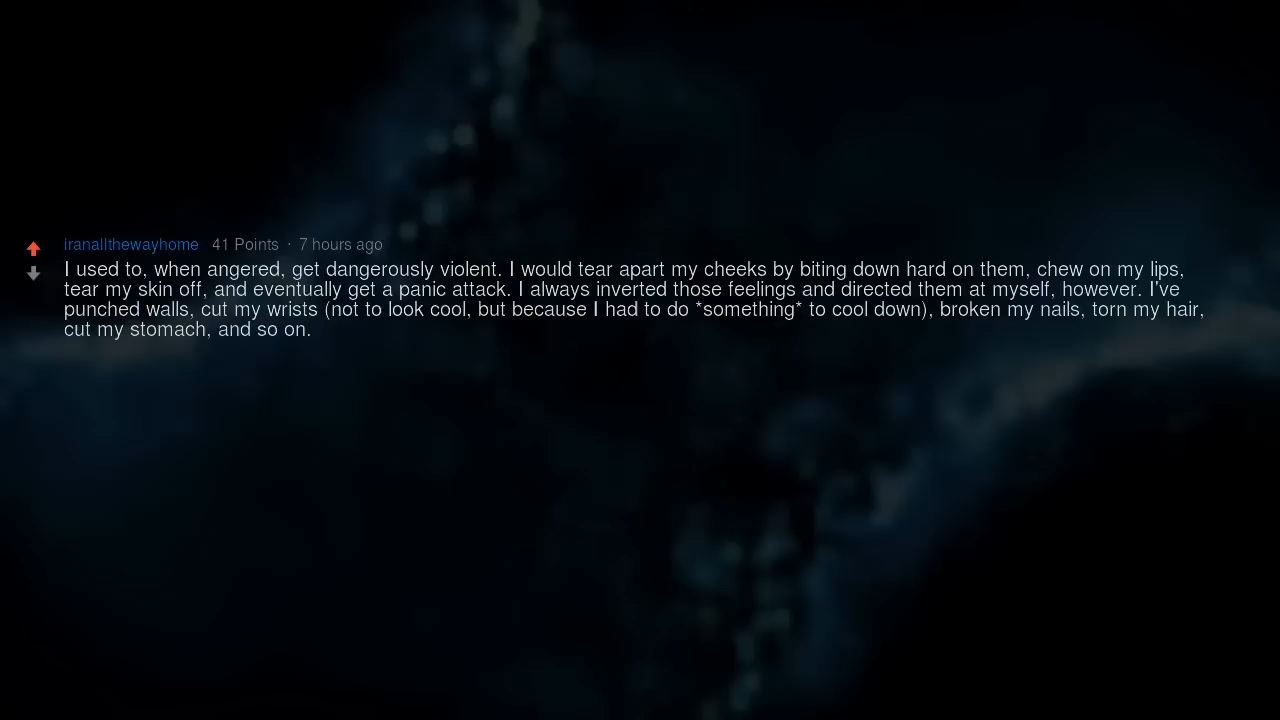 iranallthewayhome 41 Points · 7 hours ago
I used to, when angered, get dangerously violent. I would tear apart my cheeks by biting down hard on them, chew on my lips,
tear my skin off, and eventually get a panic attack. I always inverted those feelings and directed them at myself, however. I've
punched walls, cut my wrists (not to look cool, but because I had to do *something* to cool down), broken my nails, torn my hair,
cut my stomach, and so on.